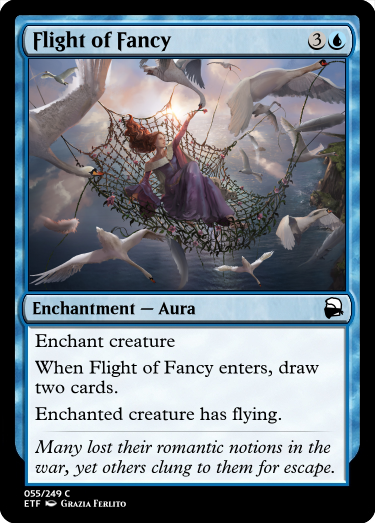 Flight of Fancy 3
Enchantment — Aura
Enchant creature
When Flight of Fancy enters, draw
two cards.
Enchanted creature has flying.
Many lost their romantic notions in the
war, yet others clung to them for escape.
055/249 C
ETF Grazia Ferlito